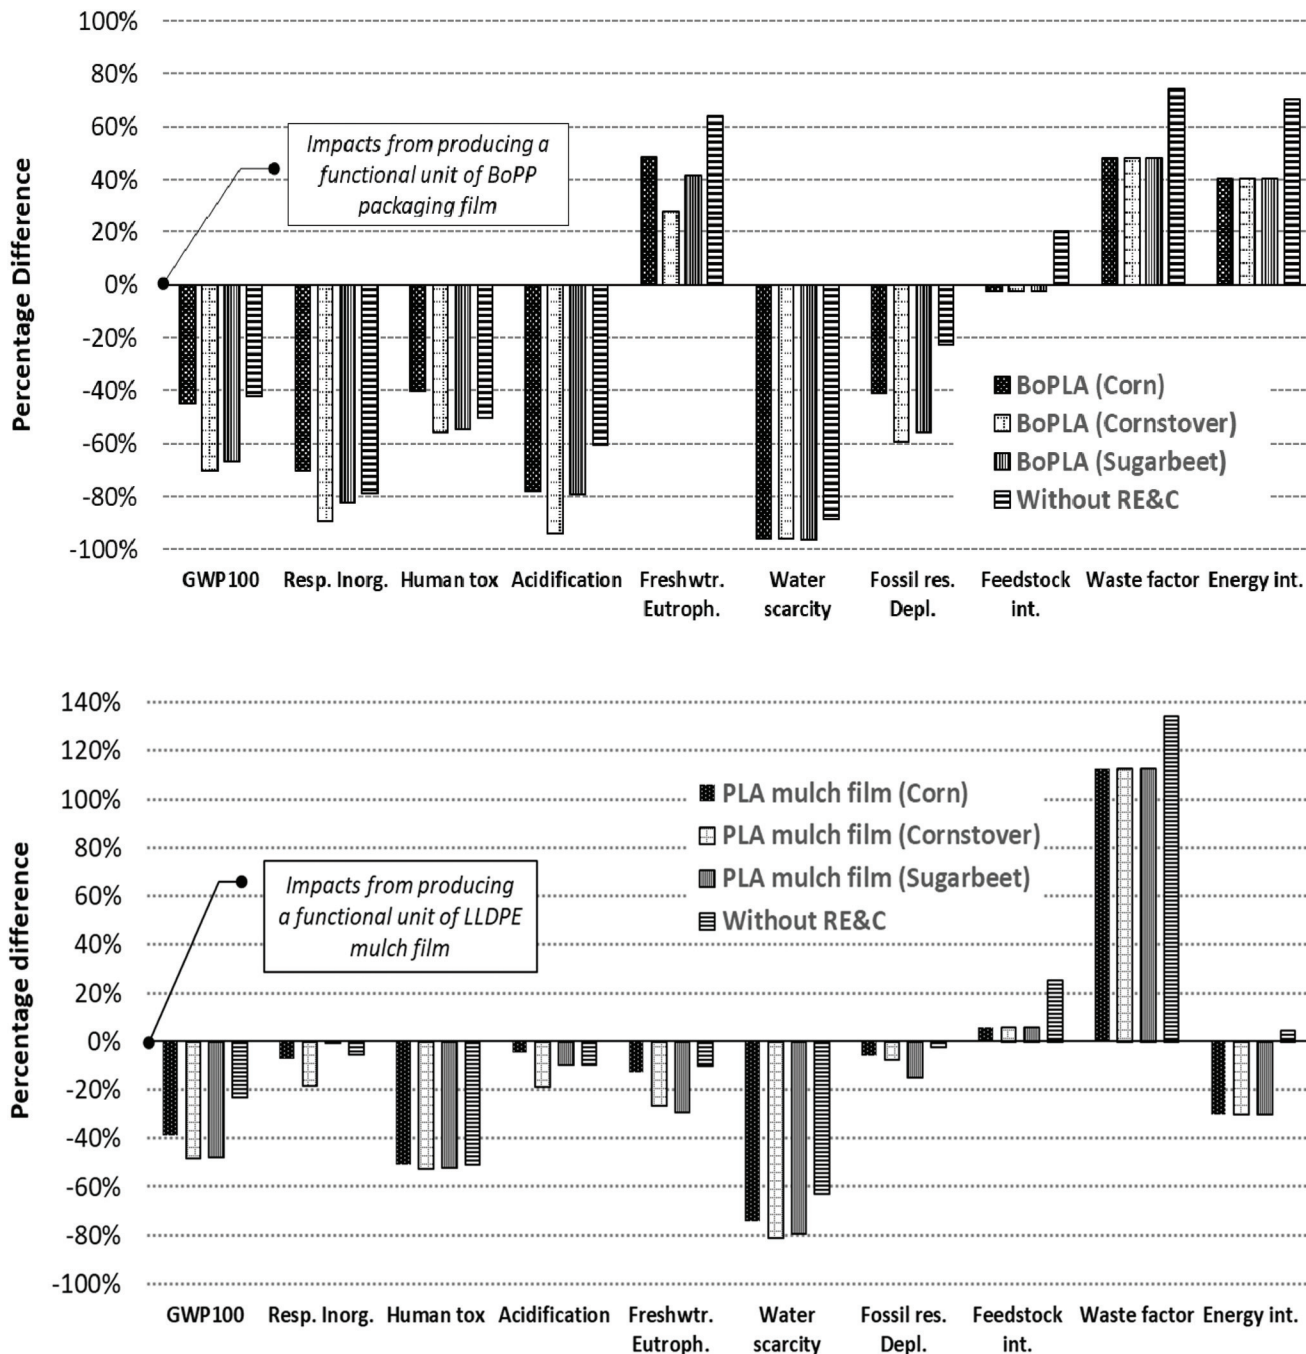 100%
80%
60%
40%
20%
0%
-20%
-40%
-60%
-80%
-100%
Percentage Difference
Impacts from producing a
functional unit of BoPP
packaging film
BoPLA (Corn)
BoPLA (Cornstover)
BoPLA (Sugarbeet)
Without RE&C
GWP100 Resp. Inorg. Human tox Acidification Freshwtr. Water Fossil res. Feedstock Waste factor Energy int.
Eutroph. scarcity Depl. int.
140%
120%
100%
80%
60%
40%
20%
0%
-20%
-40%
-60%
-80%
-100%
Percentage difference
Impacts from producing
a functional unit of LLDPE
mulch film
PLA mulch film (Corn)
PLA mulch film (Cornstover)
PLA mulch film (Sugarbeet)
Without RE&C
GWP100 Resp. Inorg. Human tox Acidification Freshwtr. Water Fossil res. Feedstock Waste factor Energy int.
Eutroph. scarcity Depl. int.